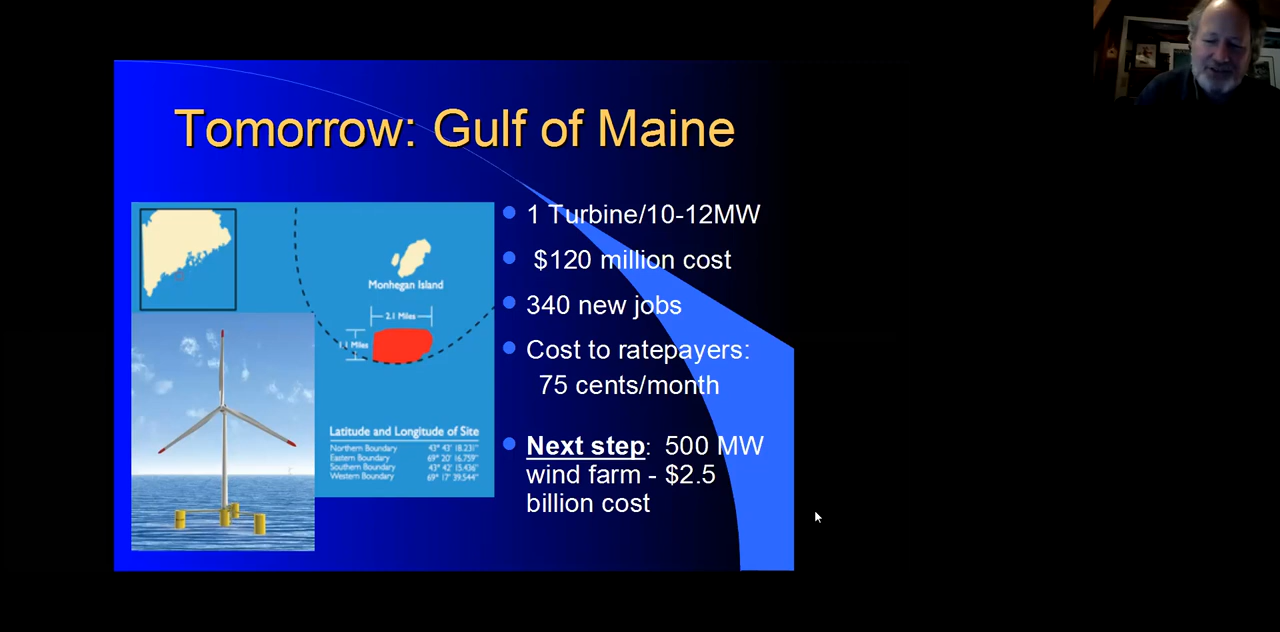 Tomorrow: Gulf of Maine
Monhegan Island
2.1 Miles
1.1 Miles
Latitude and Longitude of Site
Northern Boundary 43° 43' 18.231"
Eastern Boundary 69° 20' 16.759"
Southern Boundary 43° 42' 15.436"
Western Boundary 69° 17' 39.544"
1 Turbine/10-12MW
$120 million cost
340 new jobs
Cost to ratepayers:
75 cents/month
Next step: 500 MW
wind farm - $2.5
billion cost